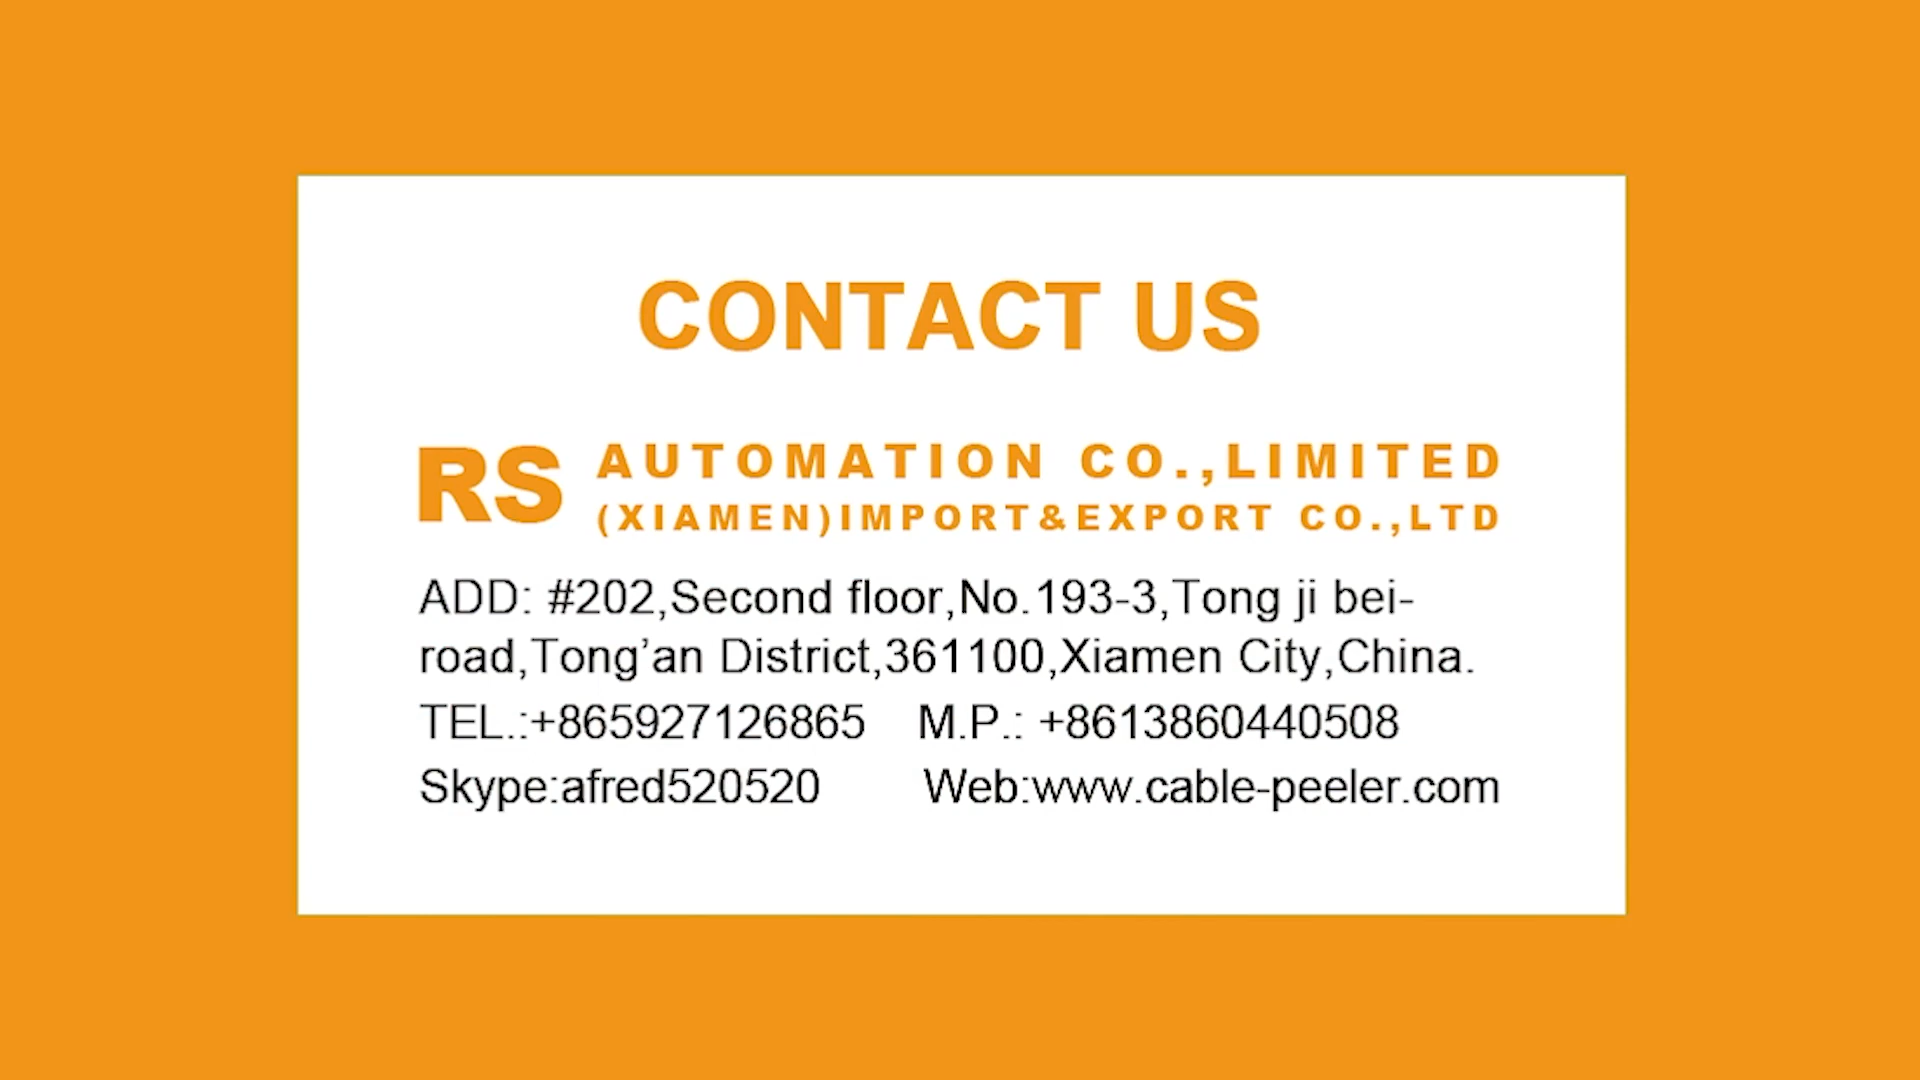 CONTACT US
RS AUTOMATION CO.,LIMITED
(XIAMEN)IMPORT&EXPORT CO.,LTD
ADD: #202,Second floor,No.193-3,Tong ji bei-
road,Tong’an District,361100,Xiamen City,China.
TEL.:+865927126865 M.P.: +8613860440508
Skype:afred520520 Web:www.cable-peeler.com